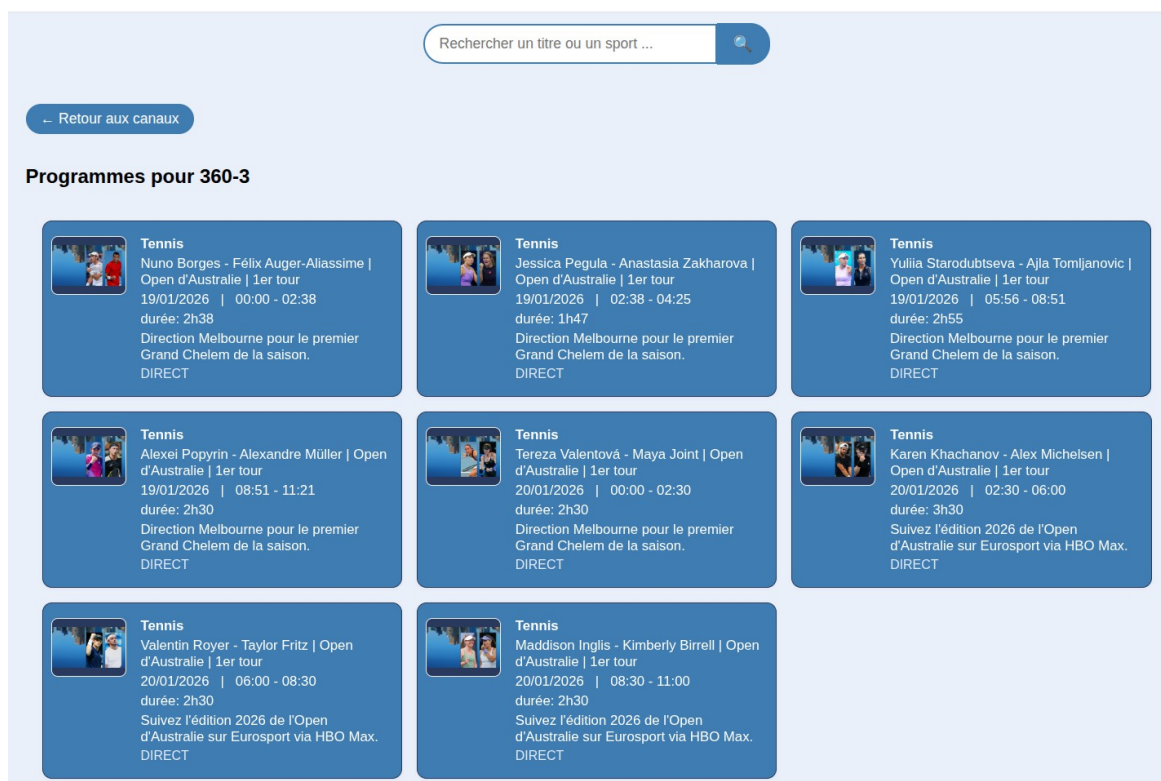 Rechercher un titre ou un sport ...
← Retour aux canaux
Programmes pour 360-3
Tennis
Nuno Borges - Félix Auger-Aliassime |
Open d'Australie | 1er tour
19/01/2026 | 00:00 - 02:38
durée: 2h38
Direction Melbourne pour le premier
Grand Chelem de la saison.
DIRECT
Tennis
Jessica Pegula - Anastasia Zakharova |
Open d'Australie | 1er tour
19/01/2026 | 02:38 - 04:25
durée: 1h47
Direction Melbourne pour le premier
Grand Chelem de la saison.
DIRECT
Tennis
Yuliia Starodubtseva - Ajla Tomljanovic |
Open d'Australie | 1er tour
19/01/2026 | 05:56 - 08:51
durée: 2h55
Direction Melbourne pour le premier
Grand Chelem de la saison.
DIRECT
Tennis
Alexei Popyrin - Alexandre Müller | Open
d'Australie | 1er tour
19/01/2026 | 08:51 - 11:21
durée: 2h30
Direction Melbourne pour le premier
Grand Chelem de la saison.
DIRECT
Tennis
Tereza Valentová - Maya Joint | Open
d'Australie | 1er tour
20/01/2026 | 00:00 - 02:30
durée: 2h30
Direction Melbourne pour le premier
Grand Chelem de la saison.
DIRECT
Tennis
Karen Khachanov - Alex Michelsen |
Open d'Australie | 1er tour
20/01/2026 | 02:30 - 06:00
durée: 3h30
Suivez l'édition 2026 de l'Open
d'Australie sur Eurosport via HBO Max.
DIRECT
Tennis
Valentin Royer - Taylor Fritz | Open
d'Australie | 1er tour
20/01/2026 | 06:00 - 08:30
durée: 2h30
Suivez l'édition 2026 de l'Open
d'Australie sur Eurosport via HBO Max.
DIRECT
Tennis
Maddison Inglis - Kimberly Birrell | Open
d'Australie | 1er tour
20/01/2026 | 08:30 - 11:00
durée: 2h30
Suivez l'édition 2026 de l'Open
d'Australie sur Eurosport via HBO Max.
DIRECT